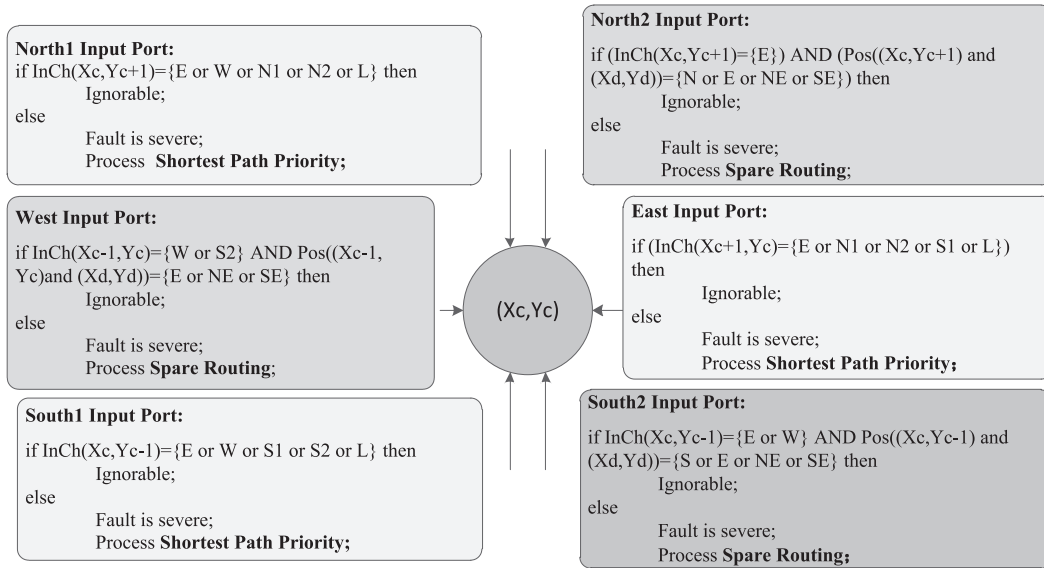 North1 Input Port:
if InCh(Xc,Yc+1)={E or W or N1 or N2 or L} then
Ignorable;
else
Fault is severe;
Process Shortest Path Priority;
North2 Input Port:
if (InCh(Xc,Yc+1)={E}) AND (Pos((Xc,Yc+1) and
(Xd,Yd))={N or E or NE or SE}) then
Ignorable;
else
Fault is severe;
Process Spare Routing;
West Input Port:
if InCh(Xc-1,Yc)={W or S2} AND Pos((Xc-1,
Yc)and (Xd,Yd))={E or NE or SE} then
Ignorable;
else
Fault is severe;
Process Spare Routing;
(Xc,Yc)
East Input Port:
if (InCh(Xc+1,Yc)={E or N1 or N2 or S1 or L})
then
Ignorable;
else
Fault is severe;
Process Shortest Path Priority;
South1 Input Port:
if InCh(Xc,Yc-1)={E or W or S1 or S2 or L} then
Ignorable;
else
Fault is severe;
Process Shortest Path Priority;
South2 Input Port:
if InCh(Xc,Yc-1)={E or W} AND Pos((Xc,Yc-1) and
(Xd,Yd))={S or E or NE or SE} then
Ignorable;
else
Fault is severe;
Process Spare Routing;